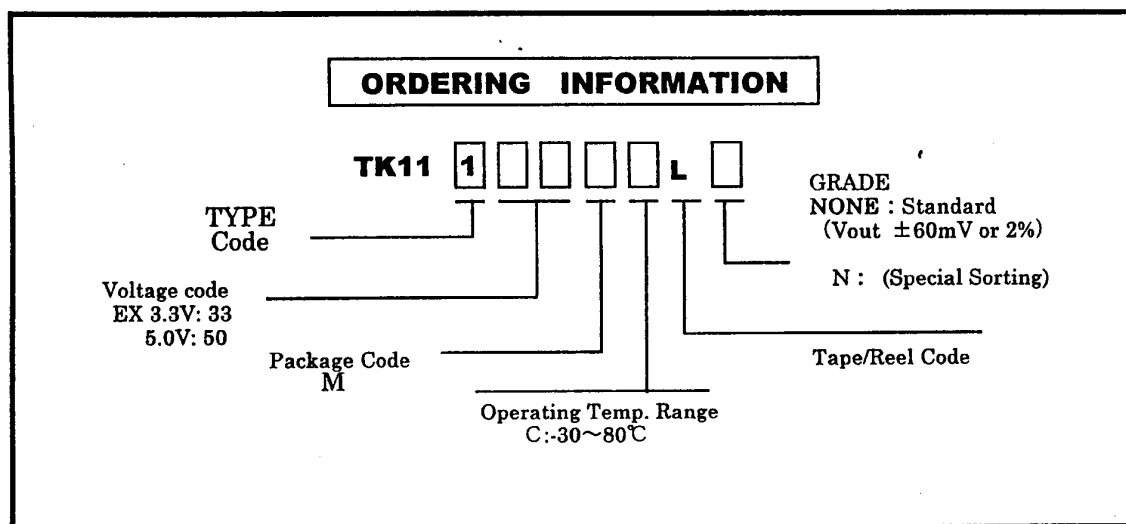 ORDERING INFORMATION
TK11 1 L
TYPE
Code
Voltage code
EX 3.3V: 33
5.0V: 50
Package Code
M
Operating Temp. Range
C:-30～80℃
Tape/Reel Code
GRADE
NONE : Standard
(Vout ±60mV or 2%)
N : (Special Sorting)